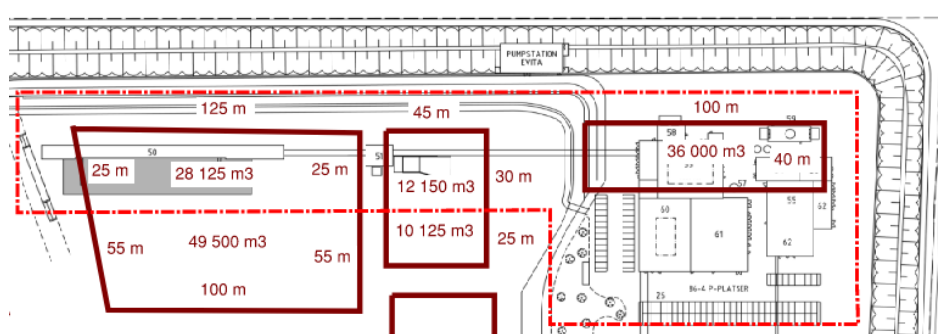 PUMPSTATION
EVITA
125 m
45 m
100 m
59
58
50
51
25 m
28 125 m3
25 m
12 150 m3
30 m
36 000 m3
40 m
57
55
62
60
61
62
55 m
49 500 m3
55 m
10 125 m3
25 m
100 m
86-4 P-PLATSER
25